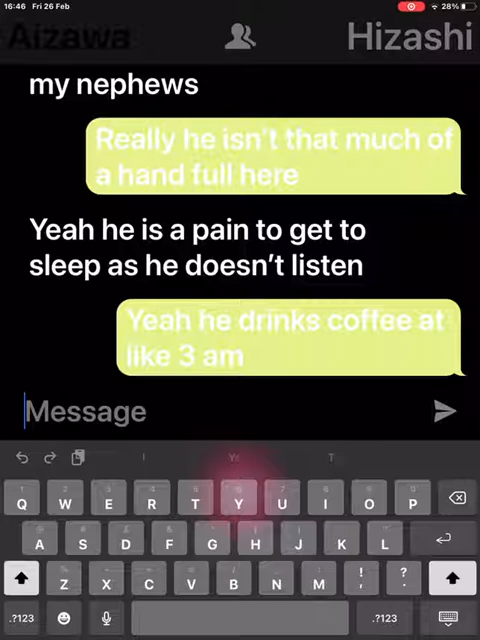 16:46 Fri 26 Feb 28%
Aizawa Hizashi
my nephews
Really he isn't that much of
a hand full here
Yeah he is a pain to get to
sleep as he doesn't listen
Yeah he drinks coffee at
like 3 am
Message
I Y T
Q W E R T Y U I O P
A S D F G H J K L
Z X C V B N M ! , ? .
.?123 .?123